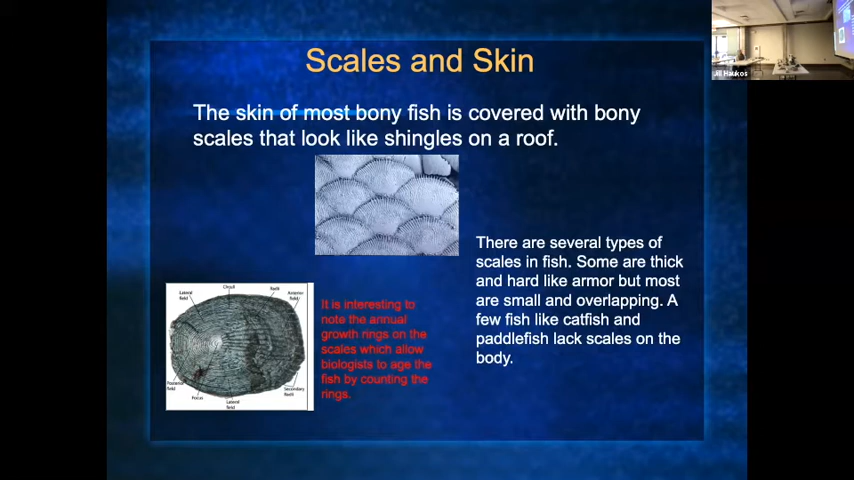 Scales and Skin
The skin of most bony fish is covered with bony
scales that look like shingles on a roof.
There are several types of
scales in fish. Some are thick
and hard like armor but most
are small and overlapping. A
few fish like catfish and
paddlefish lack scales on the
body.
It is interesting to
note the annual
growth rings on the
scales which allow
biologists to age the
fish by counting the
rings.
Lateral
field
Circuli
Radii
Anterior
field
Posterior
field
Focus
Lateral
field
Secondary
Radii
Jill Haukos